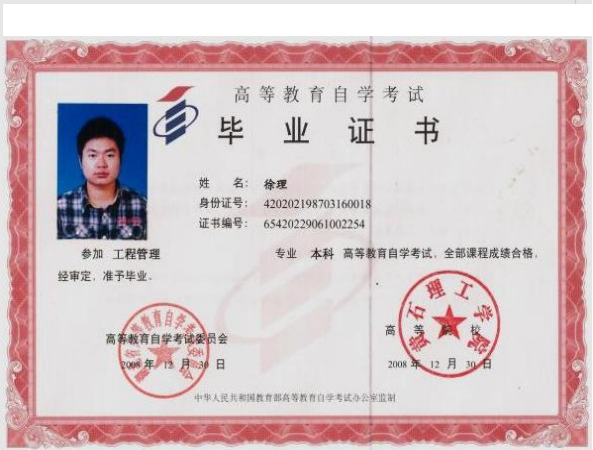 高等教育自学考试
毕业证书
姓 名： 徐理
身份证号： 420202198703160018
证书编号： 65420229061002254
参加 工程管理 专业 本科 高等教育自学考试，全部课程成绩合格，
经审定，准予毕业。
高等教育自学考试委员会
高等 校
2008 年 12 月 30 日
2008 年 12 月 30 日
黄石理工学院
中华人民共和国教育部高等教育自学考试办公室监制